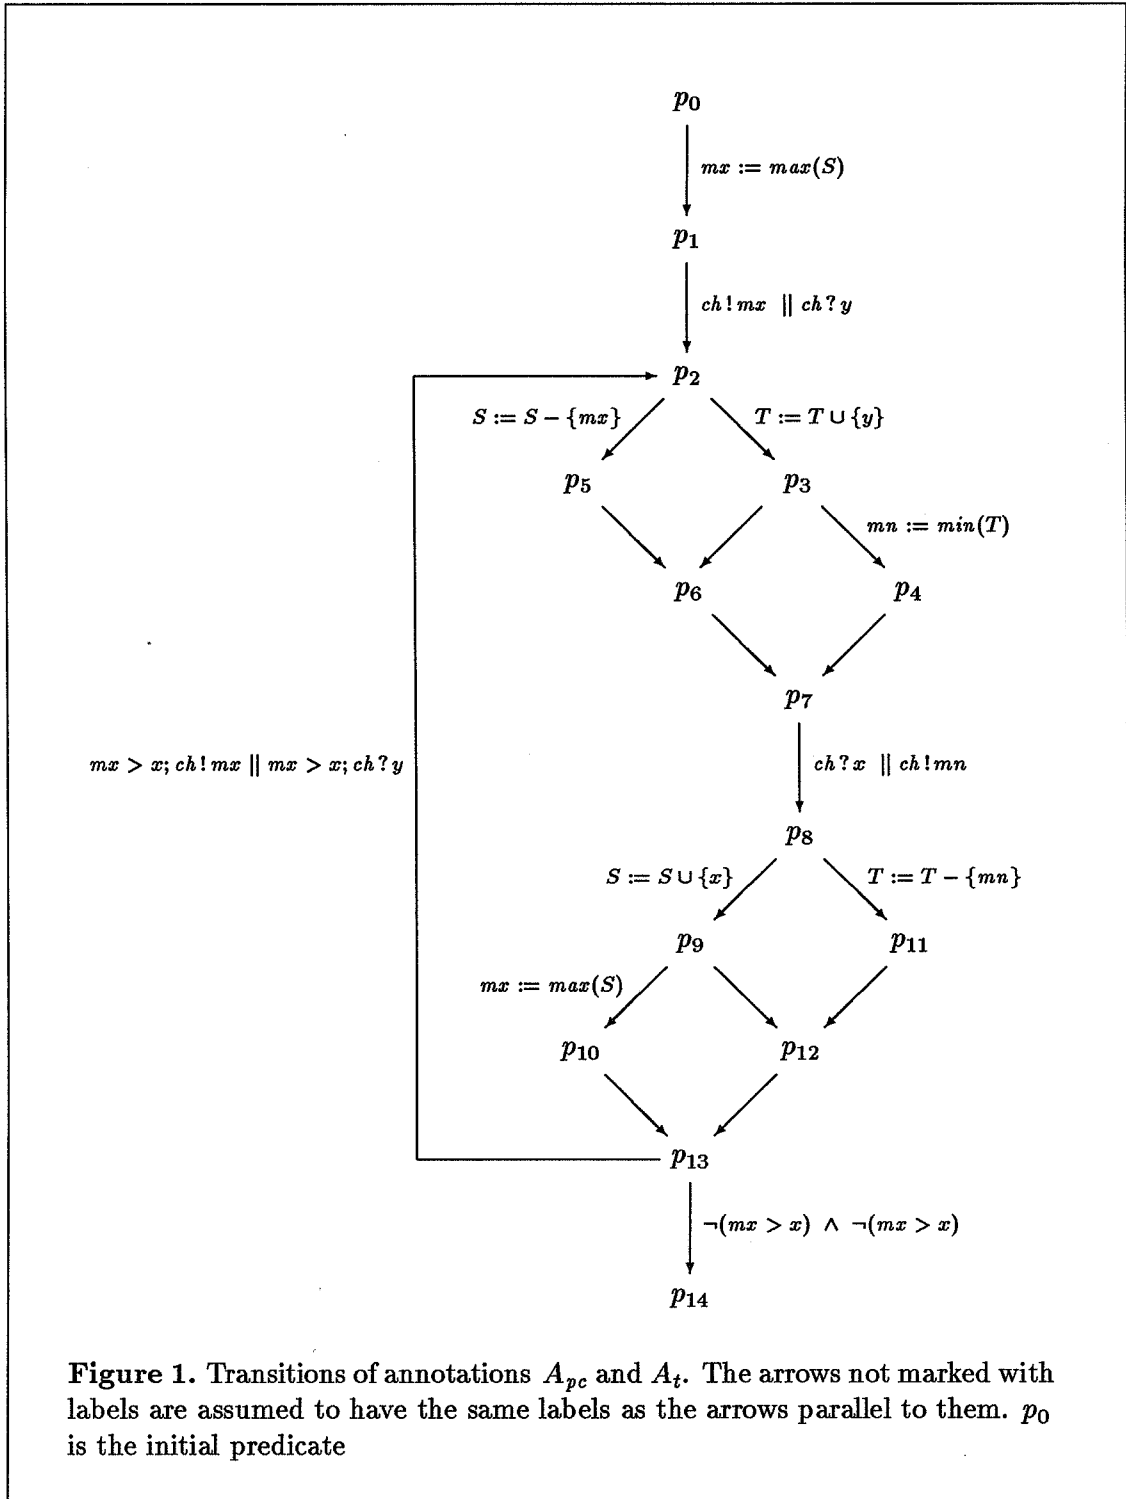 p0
mx := max(S)
p1
ch!mx || ch?y
p2
S := S − {mx}
T := T ∪ {y}
p5
p3
mn := min(T)
p6
p4
p7
mx > x; ch!mx || mx > x; ch?y
ch?x || ch!mn
p8
S := S ∪ {x}
T := T − {mn}
p9
p11
mx := max(S)
p10
p12
p13
¬(mx > x) ∧ ¬(mx > x)
p14
Figure 1. Transitions of annotations Apc and At. The arrows not marked with
labels are assumed to have the same labels as the arrows parallel to them. p0
is the initial predicate